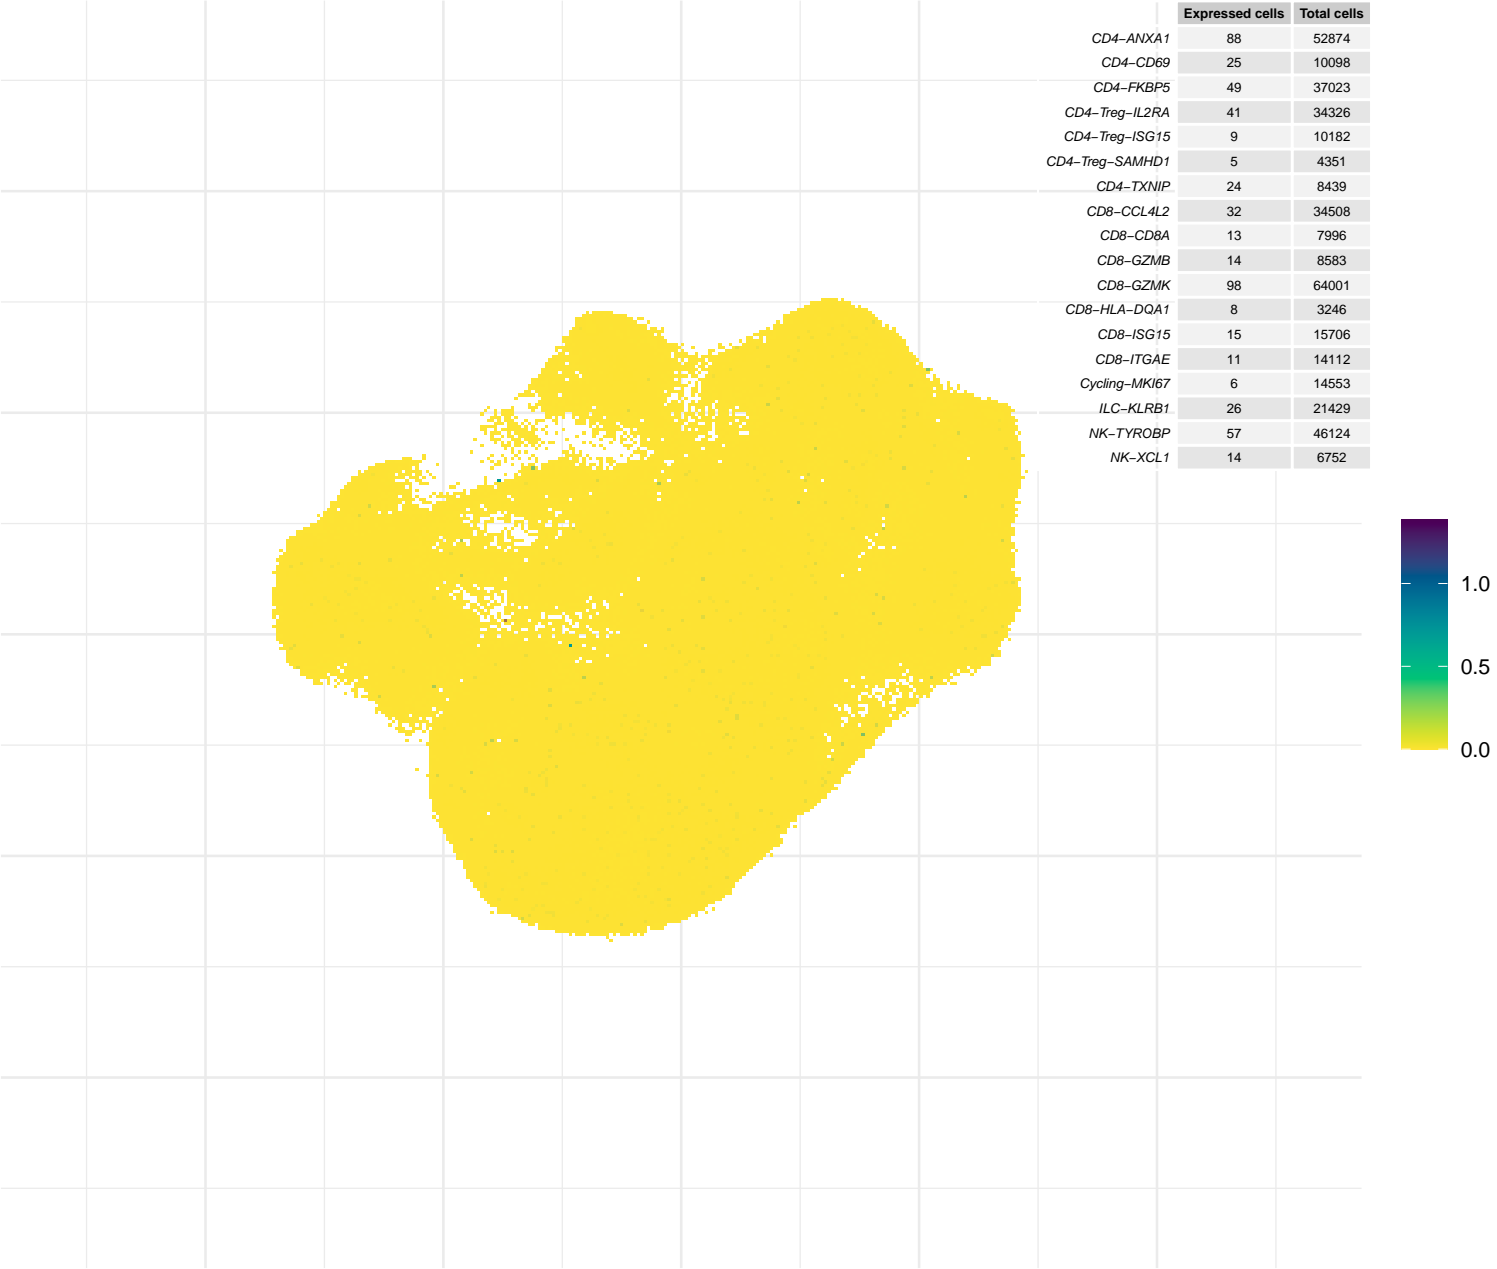 Expressed cells Total cells
CD4−ANXA1 88 52874
CD4−CD69 25 10098
CD4−FKBP5 49 37023
CD4−Treg−IL2RA 41 34326
CD4−Treg−ISG15 9 10182
CD4−Treg−SAMHD1 5 4351
CD4−TXNIP 24 8439
CD8−CCL4L2 32 34508
CD8−CD8A 13 7996
CD8−GZMB 14 8583
CD8−GZMK 98 64001
CD8−HLA−DQA1 8 3246
CD8−ISG15 15 15706
CD8−ITGAE 11 14112
Cycling−MKI67 6 14553
ILC−KLRB1 26 21429
NK−TYROBP 57 46124
NK−XCL1 14 6752
1.0
0.5
0.0